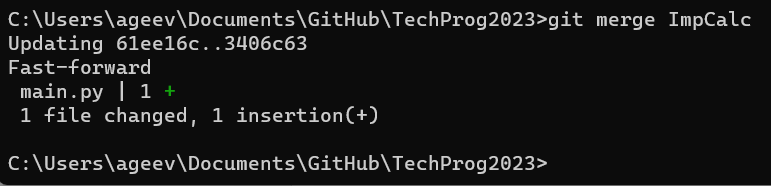 C:\Users\ageev\Documents\GitHub\TechProg2023>git merge ImpCalc
Updating 61ee16c..3406c63
Fast-forward
 main.py | 1 +
 1 file changed, 1 insertion(+)
C:\Users\ageev\Documents\GitHub\TechProg2023>